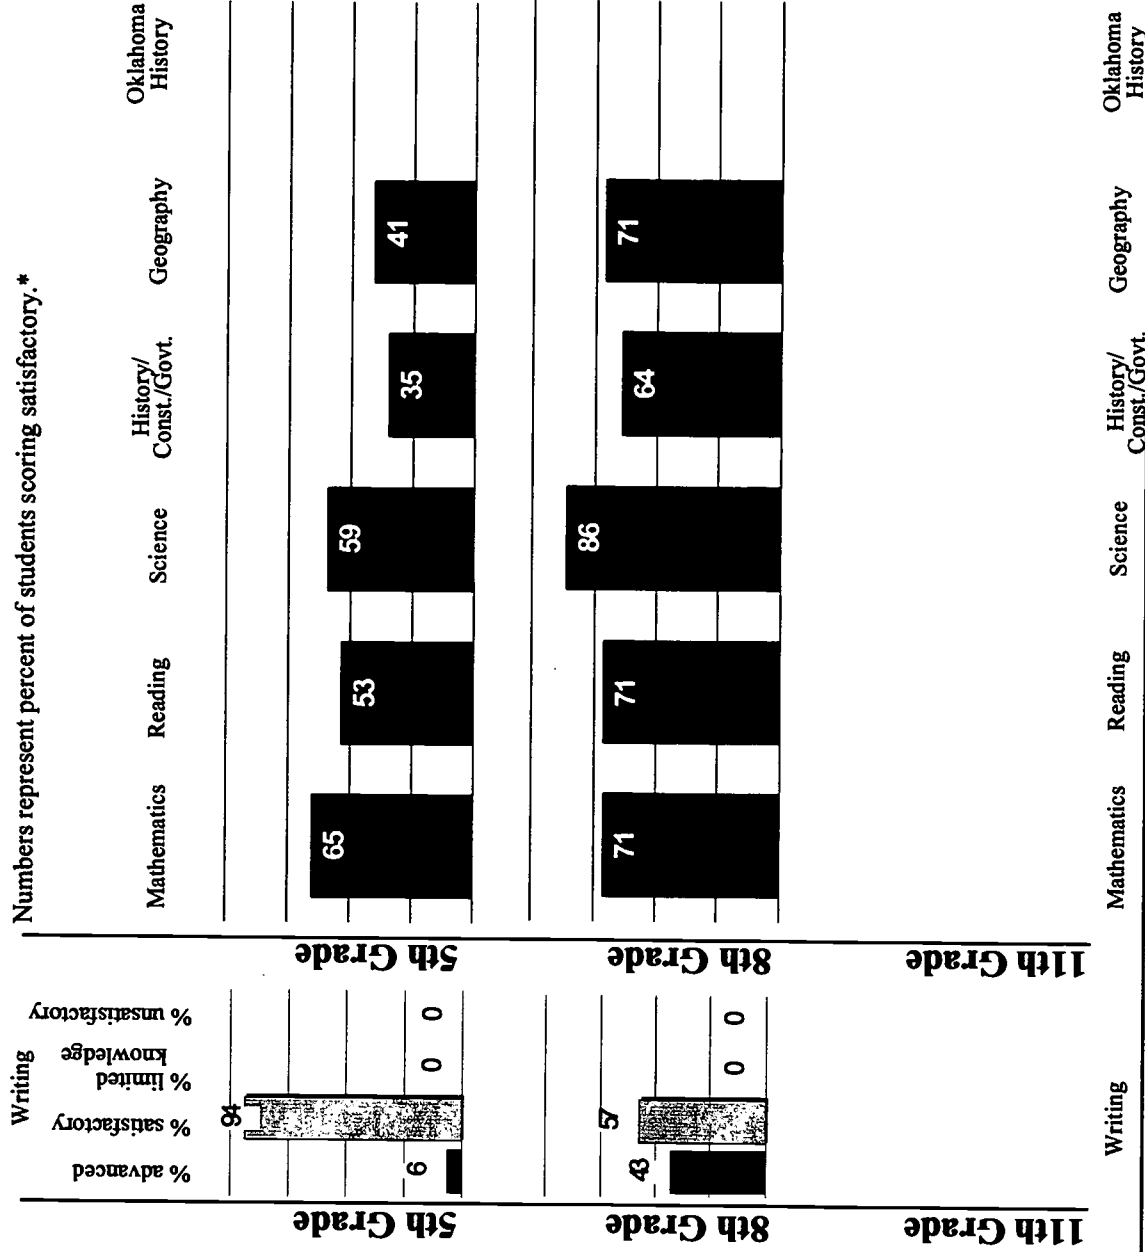 Numbers represent percent of students scoring satisfactory.*
Mathematics
Reading
Science
History/
Const./Govt.
Geography
Oklahoma
History
5th Grade
65
53
59
35
41
8th Grade
71
71
86
64
71
11th Grade
Mathematics
Reading
Science
History/
Const./Govt.
Geography
Oklahoma
History
Writing
% advanced
% satisfactory
% limited
knowledge
% unsatisfactory
5th Grade
6
94
0
0
8th Grade
43
57
0
0
11th Grade
Writing